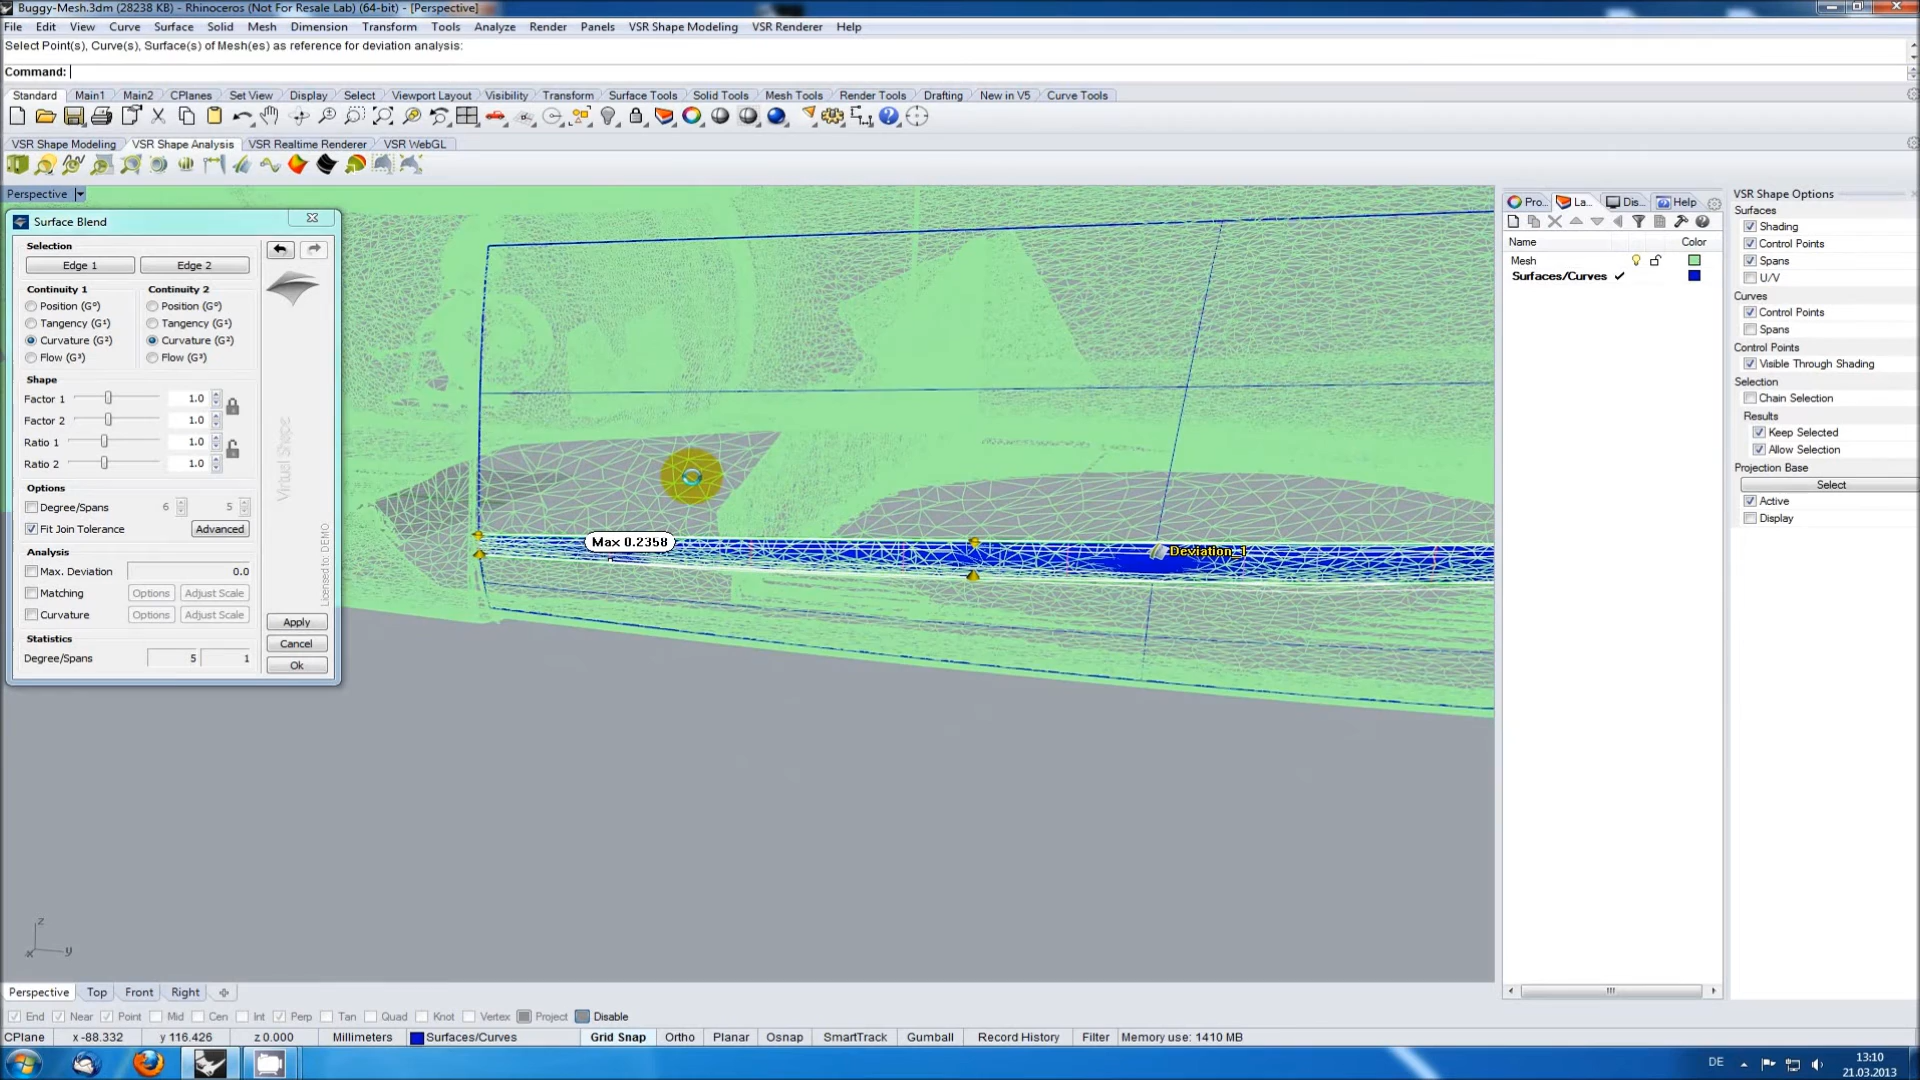 Buggy-Mesh.3dm (28238 KB) - Rhinoceros (Not For Resale Lab) (64-bit) - [Perspective]
File View Curve Surface Solid Mesh Dimension Transform Tools Analyze Render Panels VSR Shape Modeling VSR Renderer Help
Select Point(s), Curve(s), Surface(s) of Mesh(es) as reference for deviation analysis:
Command:
Standard Main1 Main2 CPlanes Set View Display Select Viewport Layout Visibility Transform Surface Tools Solid Tools Mesh Tools Render Tools Drafting New in V5 Curve Tools
VSR Shape Modeling VSR Shape Analysis VSR Realtime Renderer VSR WebGL
Perspective
Surface Blend
Selection
Edge 1 Edge 2
Continuity 1 Continuity 2
Position (G⁰) Position (G⁰)
Tangency (G¹) Tangency (G¹)
Curvature (G²) Curvature (G²)
Flow (G³) Flow (G³)
Shape
Factor 1 1.0
Factor 2 1.0
Ratio 1 1.0
Ratio 2 1.0
Options
Degree/Spans 6 5
Fit Join Tolerance Advanced
Analysis
Max. Deviation 0.0
Matching Options Adjust Scale
Curvature Options Adjust Scale
Statistics
Degree/Spans 5 1
Virtual Shape
Licensed to: DEMO
Apply
Cancel
Ok
Max 0.2358
Deviation_1
z
x y
Pro... La... Dis... Help
Name Color
Mesh
Surfaces/Curves
VSR Shape Options
Surfaces
Shading
Control Points
Spans
U/V
Curves
Control Points
Spans
Control Points
Visible Through Shading
Selection
Chain Selection
Results
Keep Selected
Allow Selection
Projection Base
Select
Active
Display
Perspective Top Front Right
End Near Point Mid Cen Int Perp Tan Quad Knot Vertex Project Disable
CPlane x -88.332 y 116.426 z 0.000 Millimeters Surfaces/Curves Grid Snap Ortho Planar Osnap SmartTrack Gumball Record History Filter Memory use: 1410 MB
DE
13:10
21.03.2013